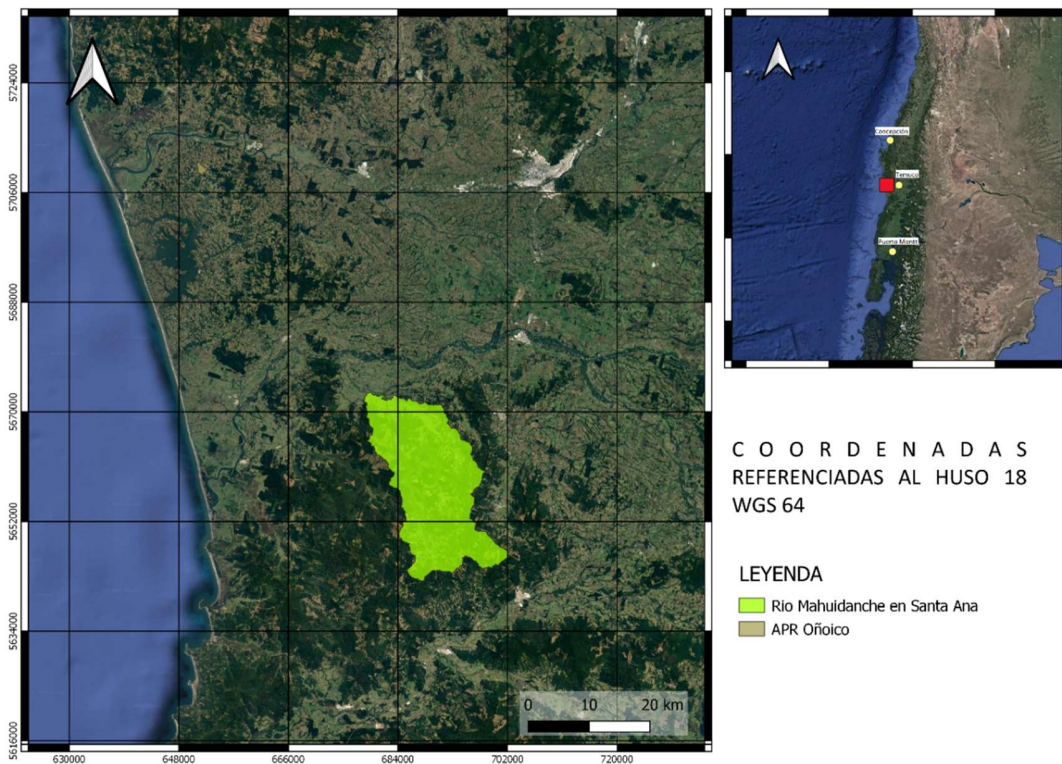 5724000
5706000
5688000
5670000
5652000
5634000
5616000
630000
648000
666000
684000
702000
720000
0 10 20 km
Concepción
Temuco
Puerto Montt
C O O R D E N A D A S
REFERENCIADAS AL HUSO 18
WGS 64
LEYENDA
Rio Mahuidanche en Santa Ana
APR Oñoico